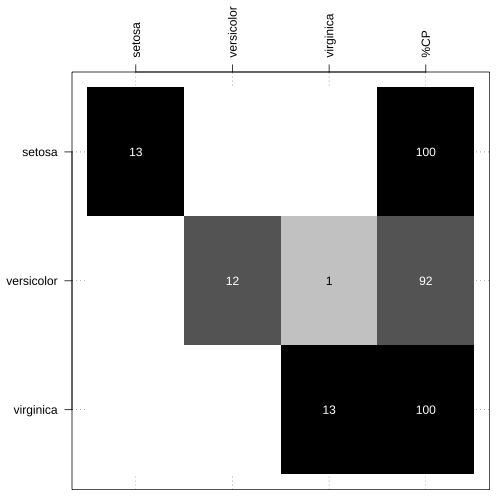 setosa
versicolor
virginica
%CP
setosa 13 100
versicolor 12 1 92
virginica 13 100